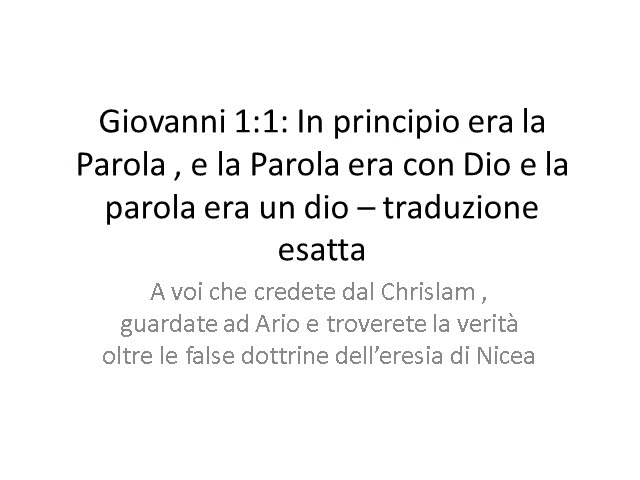 Giovanni 1:1: In principio era la
Parola , e la Parola era con Dio e la
parola era un dio – traduzione
esatta
A voi che credete dal Chrislam ,
guardate ad Ario e troverete la verità
oltre le false dottrine dell’eresia di Nicea